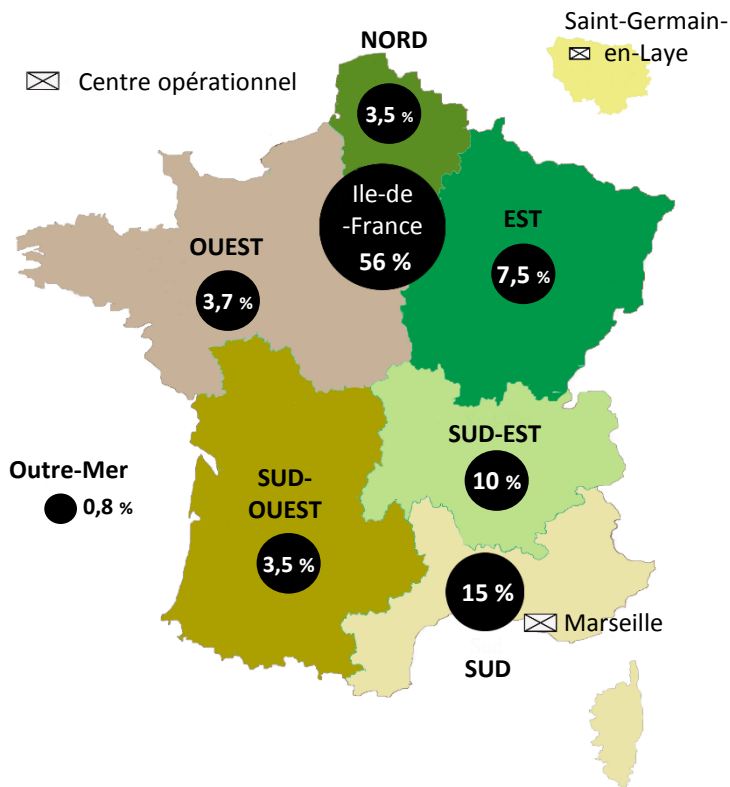 Saint-Germain-
en-Laye
NORD
Centre opérationnel
3,5 %
Ile-de
-France
56 %
EST
7,5 %
OUEST
3,7 %
SUD-EST
10 %
Outre-Mer
0,8 %
SUD-
OUEST
3,5 %
15 %
Marseille
SUD